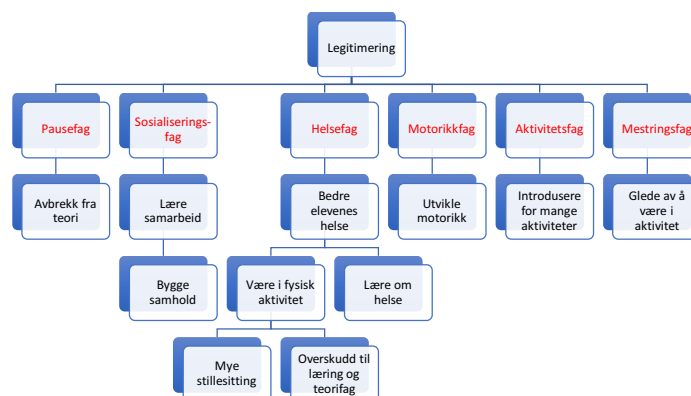 Legitimering
Pausefag
Sosialiserings-
fag
Helsefag
Motorikkfag
Aktivitetsfag
Mestringsfag
Avbrekk fra
teori
Lære
samarbeid
Bedre
elevenes
helse
Utvikle
motorikk
Introdusere
for mange
aktiviteter
Glede av å
være i
aktivitet
Bygge
samhold
Være i fysisk
aktivitet
Lære om
helse
Mye
stillesitting
Overskudd til
læring og
teorifag